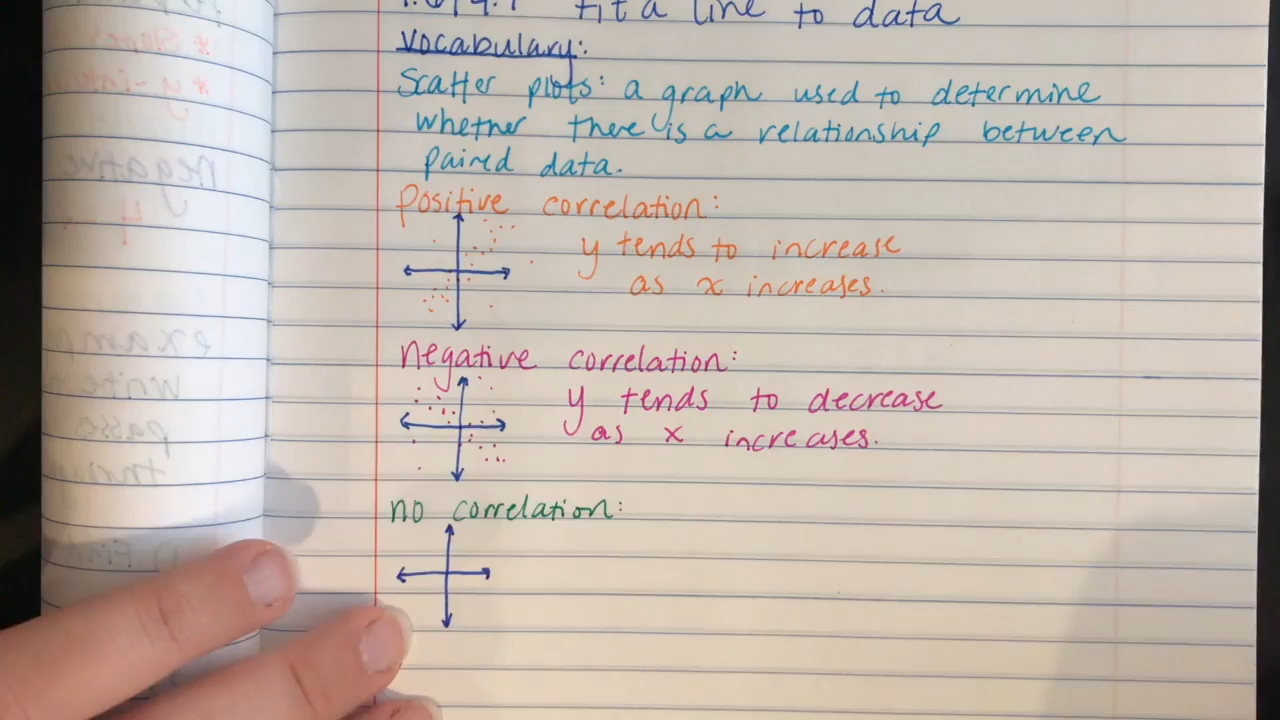 fit a line to data
Vocabulary:
Scatter plots: a graph used to determine
whether there is a relationship between
paired data.
Positive correlation:
y tends to increase
as x increases.
negative correlation:
y tends to decrease
as x increases.
no correlation: